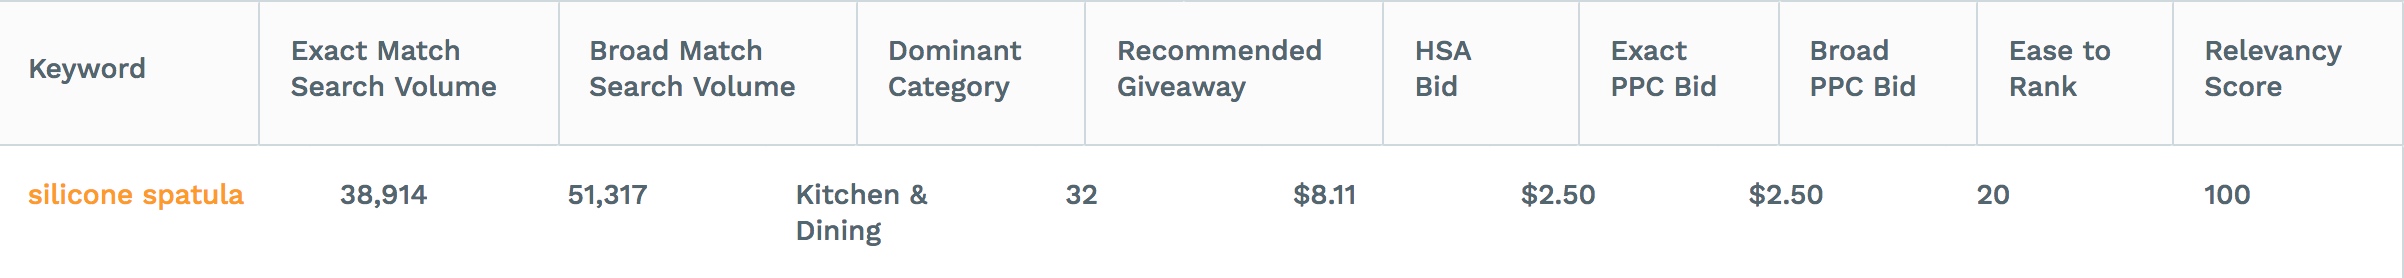 Keyword
Exact Match
Search Volume
Broad Match
Search Volume
Dominant
Category
Recommended
Giveaway
HSA
Bid
Exact
PPC Bid
Broad
PPC Bid
Ease to
Rank
Relevancy
Score
silicone spatula
38,914
51,317
Kitchen &
Dining
32
$8.11
$2.50
$2.50
20
100